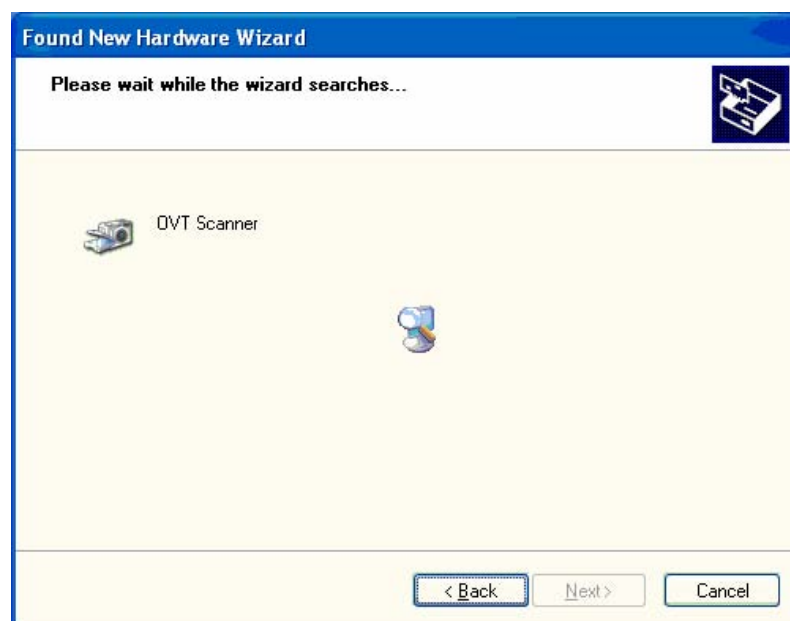 Found New Hardware Wizard
Please wait while the wizard searches...
OVT Scanner
< Back
Next >
Cancel